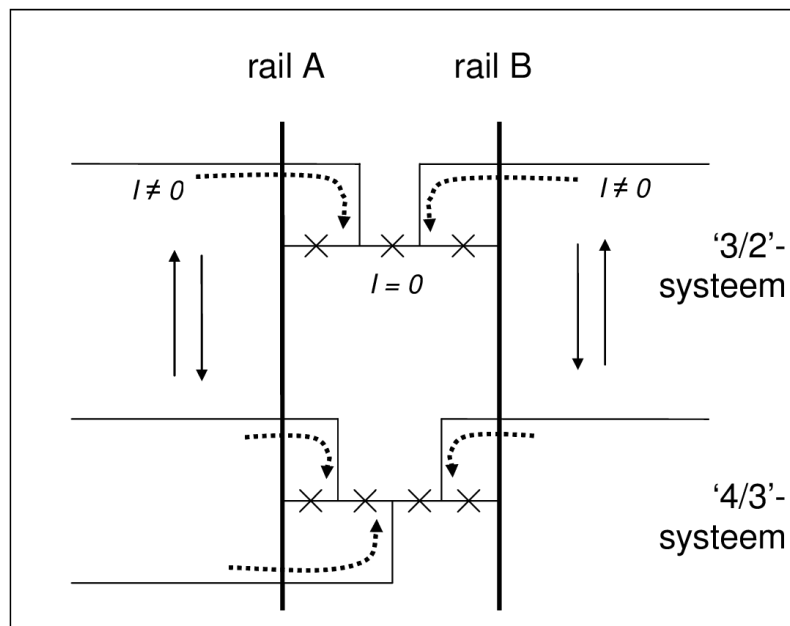 rail A
rail B
I ≠ 0
I ≠ 0
‘3/2’-
systeem
I = 0
‘4/3’-
systeem